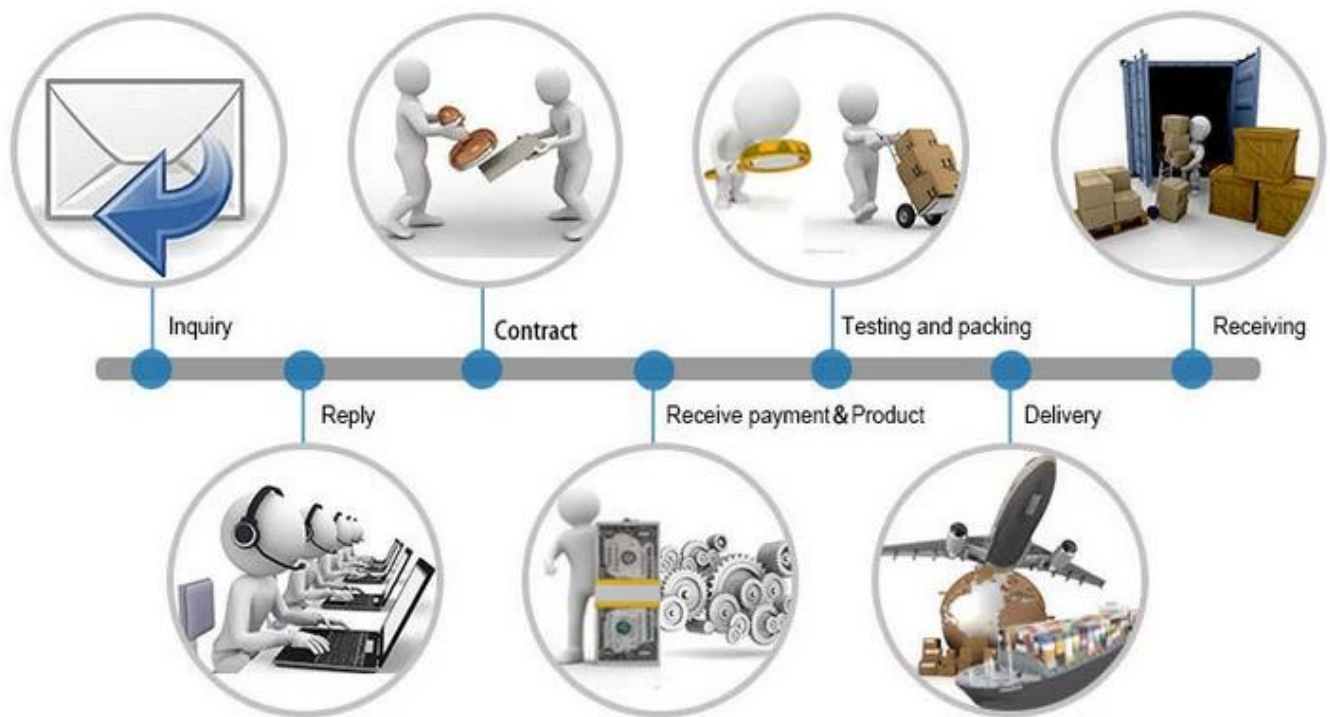 Inquiry
Contract
Testing and packing
Receiving
Reply
Receive payment & Product
Delivery